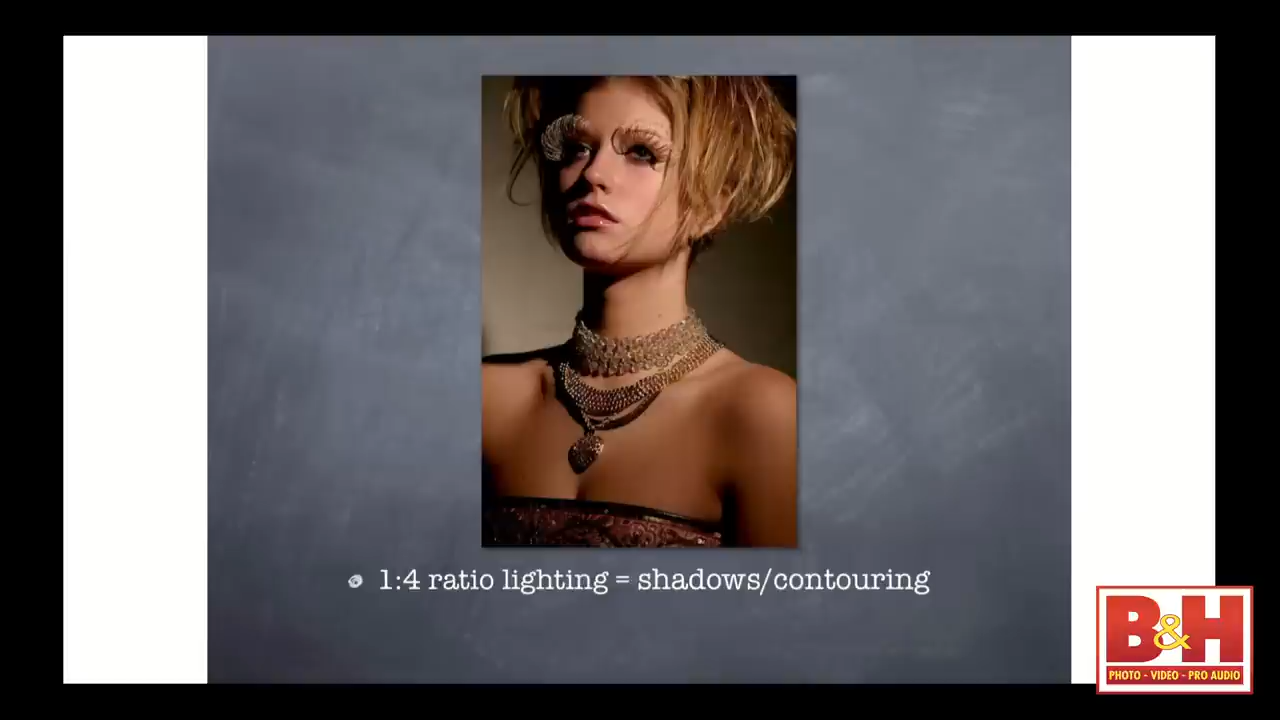 1:4 ratio lighting = shadows/contouring
B&H
PHOTO - VIDEO - PRO AUDIO